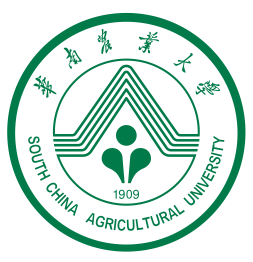 華南農業大學
1909
SOUTH CHINA AGRICULTURAL UNIVERSITY